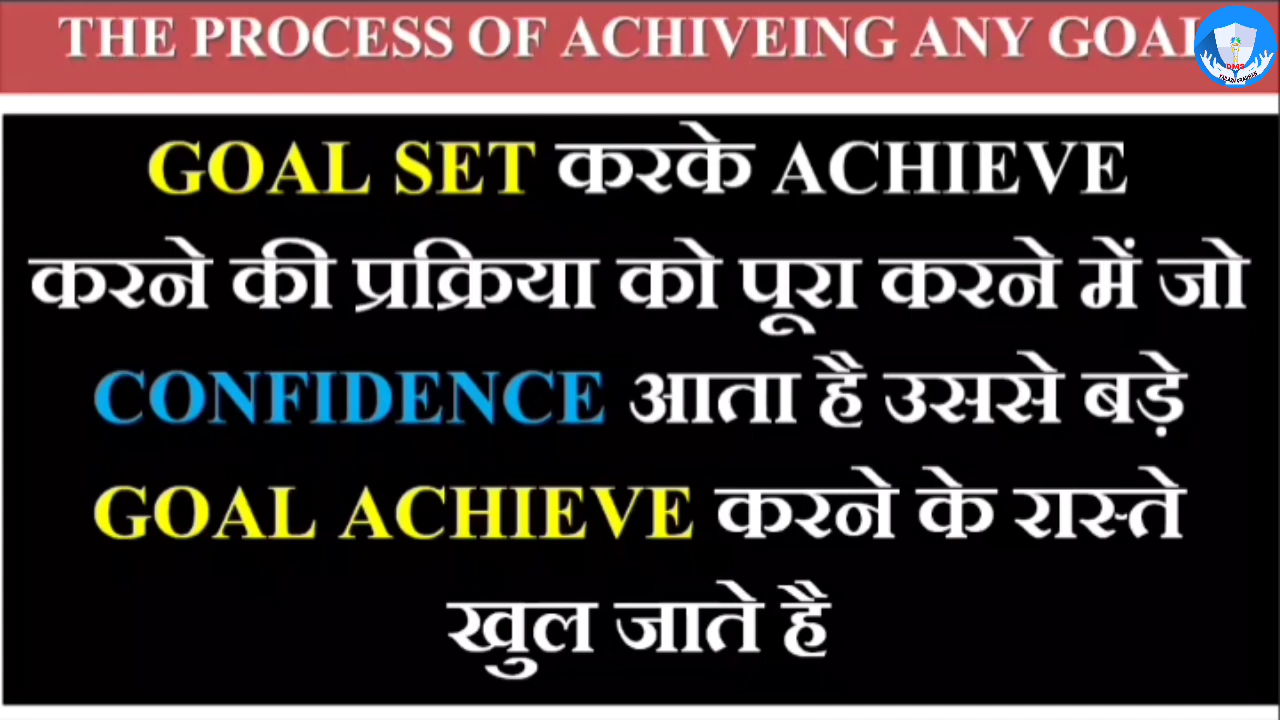 THE PROCESS OF ACHIVEING ANY GOAL
GOAL SET करके ACHIEVE
करने की प्रक्रिया को पूरा करने में जो
CONFIDENCE आता है उससे बड़े
GOAL ACHIEVE करने के रास्ते
खुल जाते है